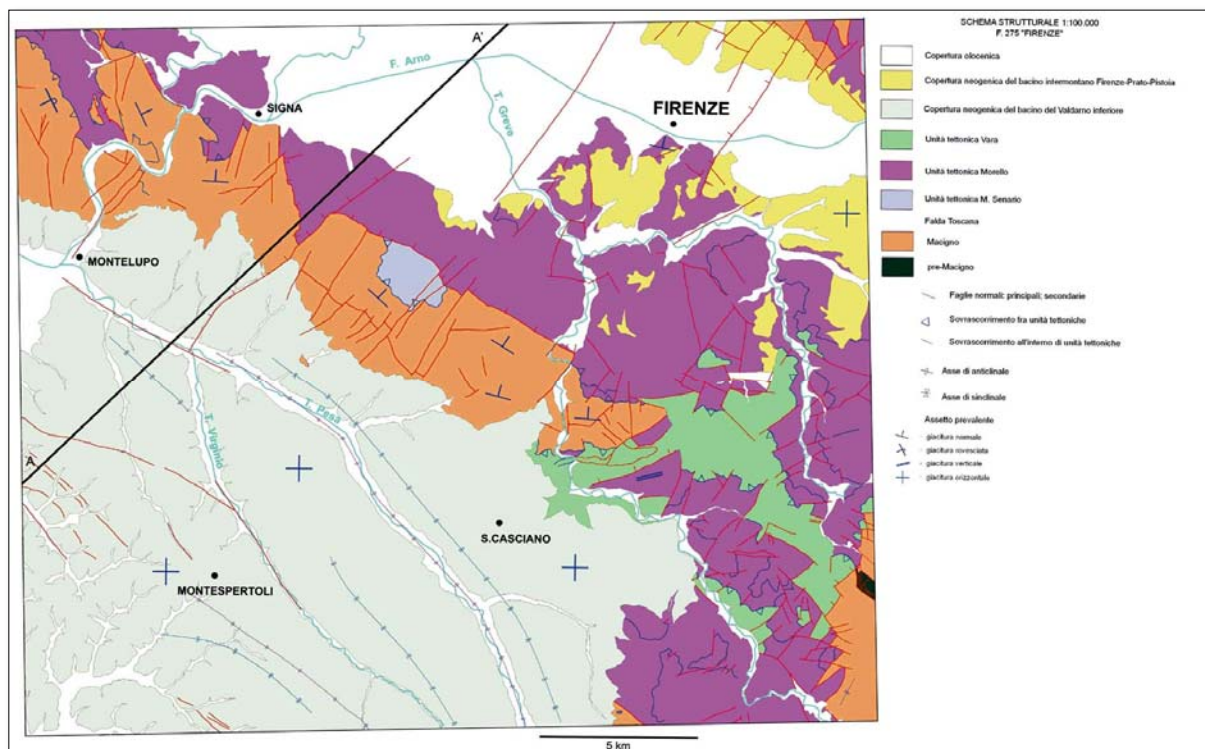 SCHEMA STRUTTURALE 1:100.000
F. 275 "FIRENZE"
Copertura olocenica
Copertura neogenica del bacino intermontano Firenze-Prato-Pistoia
Copertura neogenica del bacino del Valdarno inferiore
Unità tettonica Vara
Unità tettonica Morello
Unità tettonica M. Senario
Falda Toscana
Macigno
pre-Macigno
Faglie normali: principali; secondarie
Sovrascorrimento fra unità tettoniche
Sovrascorrimento all'interno di unità tettoniche
Asse di anticlinale
Asse di sinclinale
Assetto prevalente
- giacitura normale
- giacitura rovesciata
- giacitura verticale
- giacitura orizzontale
A'
F. Arno
SIGNA
T. Greve
FIRENZE
MONTELUPO
T. Pesa
T. Virginio
A
S.CASCIANO
MONTESPERTOLI
5 km